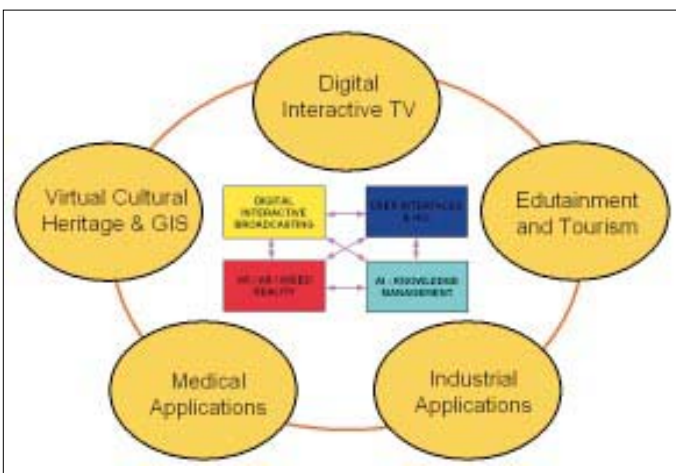 Digital
Interactive TV
Virtual Cultural
Heritage & GIS
Edutainment
and Tourism
DIGITAL
INTERACTIVE
BROADCASTING
USER INTERFACES
REALITY
AI - KNOWLEDGE
MANAGEMENT
Medical
Applications
Industrial
Applications